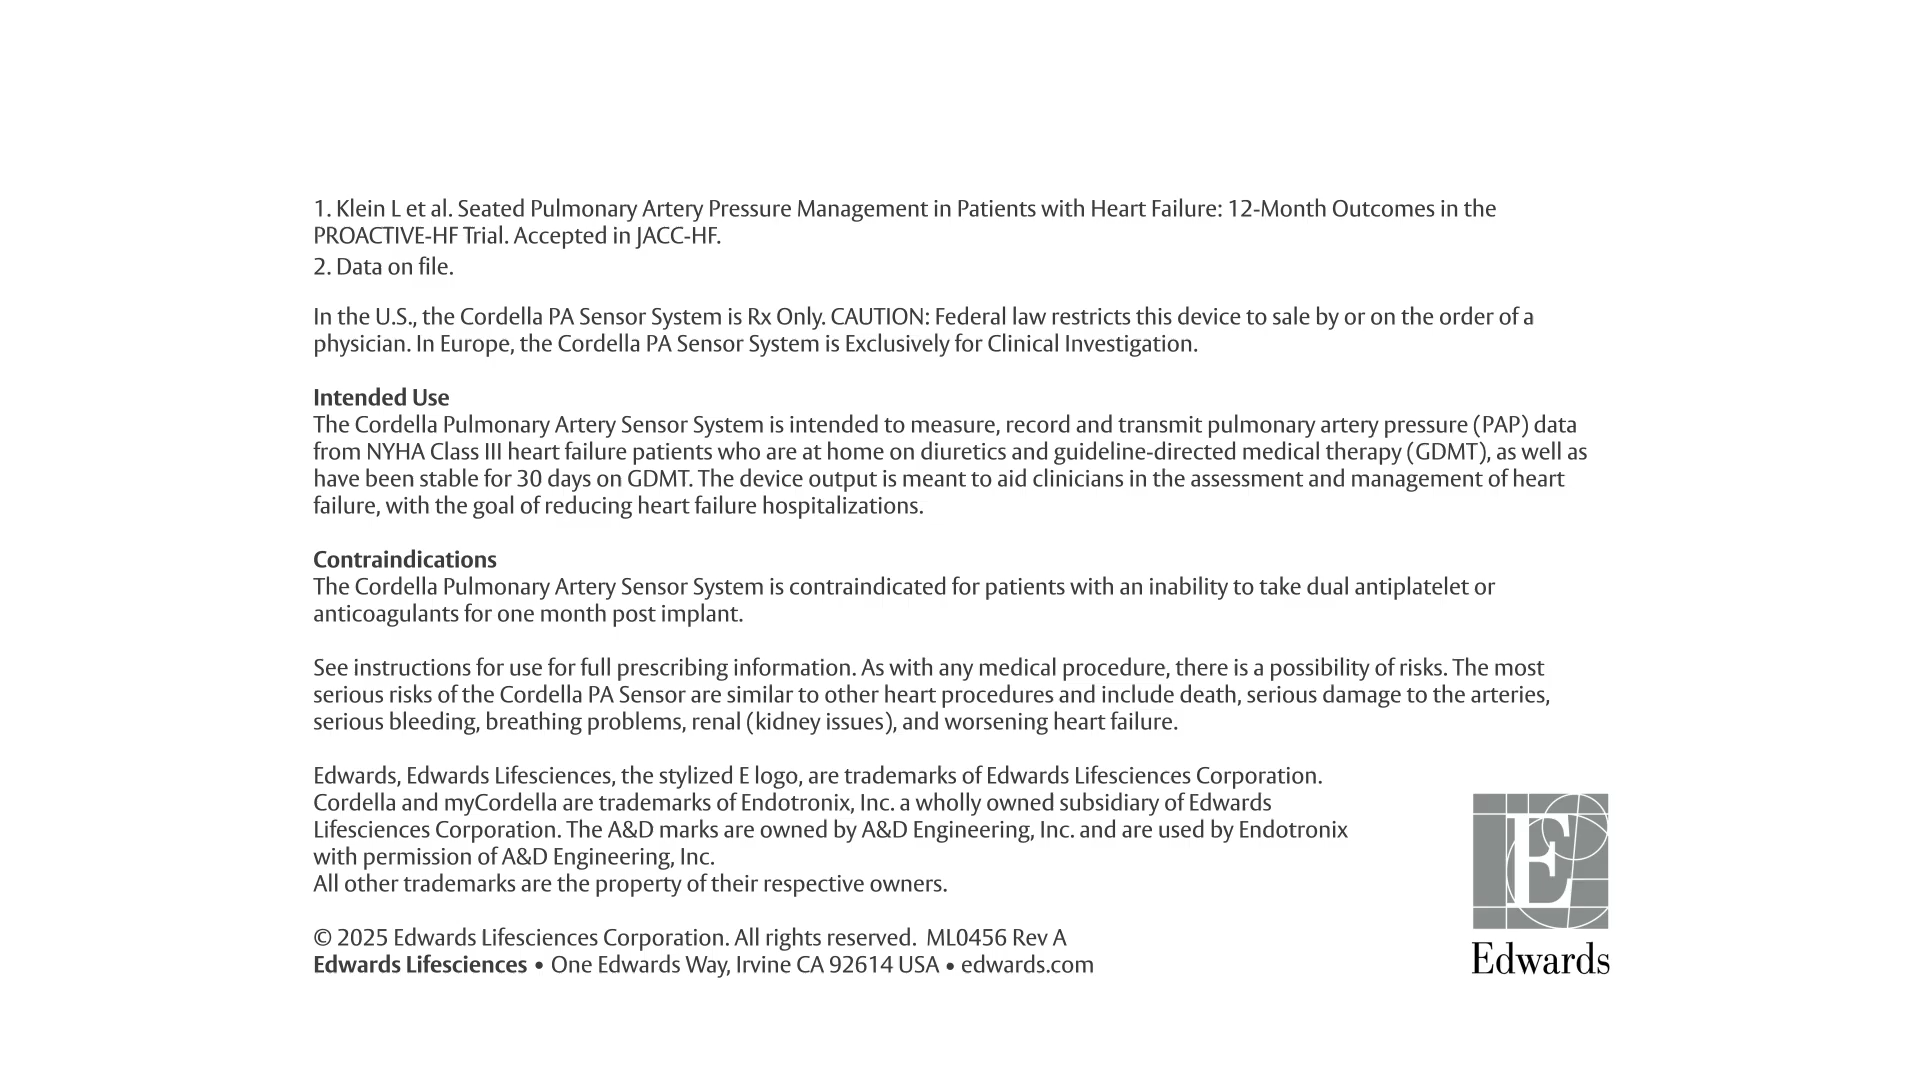 1. Klein L et al. Seated Pulmonary Artery Pressure Management in Patients with Heart Failure: 12-Month Outcomes in the
PROACTIVE-HF Trial. Accepted in JACC-HF.
2. Data on file.
In the U.S., the Cordella PA Sensor System is Rx Only. CAUTION: Federal law restricts this device to sale by or on the order of a
physician. In Europe, the Cordella PA Sensor System is Exclusively for Clinical Investigation.
Intended Use
The Cordella Pulmonary Artery Sensor System is intended to measure, record and transmit pulmonary artery pressure (PAP) data
from NYHA Class III heart failure patients who are at home on diuretics and guideline-directed medical therapy (GDMT), as well as
have been stable for 30 days on GDMT. The device output is meant to aid clinicians in the assessment and management of heart
failure, with the goal of reducing heart failure hospitalizations.
Contraindications
The Cordella Pulmonary Artery Sensor System is contraindicated for patients with an inability to take dual antiplatelet or
anticoagulants for one month post implant.
See instructions for use for full prescribing information. As with any medical procedure, there is a possibility of risks. The most
serious risks of the Cordella PA Sensor are similar to other heart procedures and include death, serious damage to the arteries,
serious bleeding, breathing problems, renal (kidney issues), and worsening heart failure.
Edwards, Edwards Lifesciences, the stylized E logo, are trademarks of Edwards Lifesciences Corporation.
Cordella and myCordella are trademarks of Endotronix, Inc. a wholly owned subsidiary of Edwards
Lifesciences Corporation. The A&D marks are owned by A&D Engineering, Inc. and are used by Endotronix
with permission of A&D Engineering, Inc.
All other trademarks are the property of their respective owners.
© 2025 Edwards Lifesciences Corporation. All rights reserved. ML0456 Rev A
Edwards Lifesciences • One Edwards Way, Irvine CA 92614 USA • edwards.com
E
Edwards